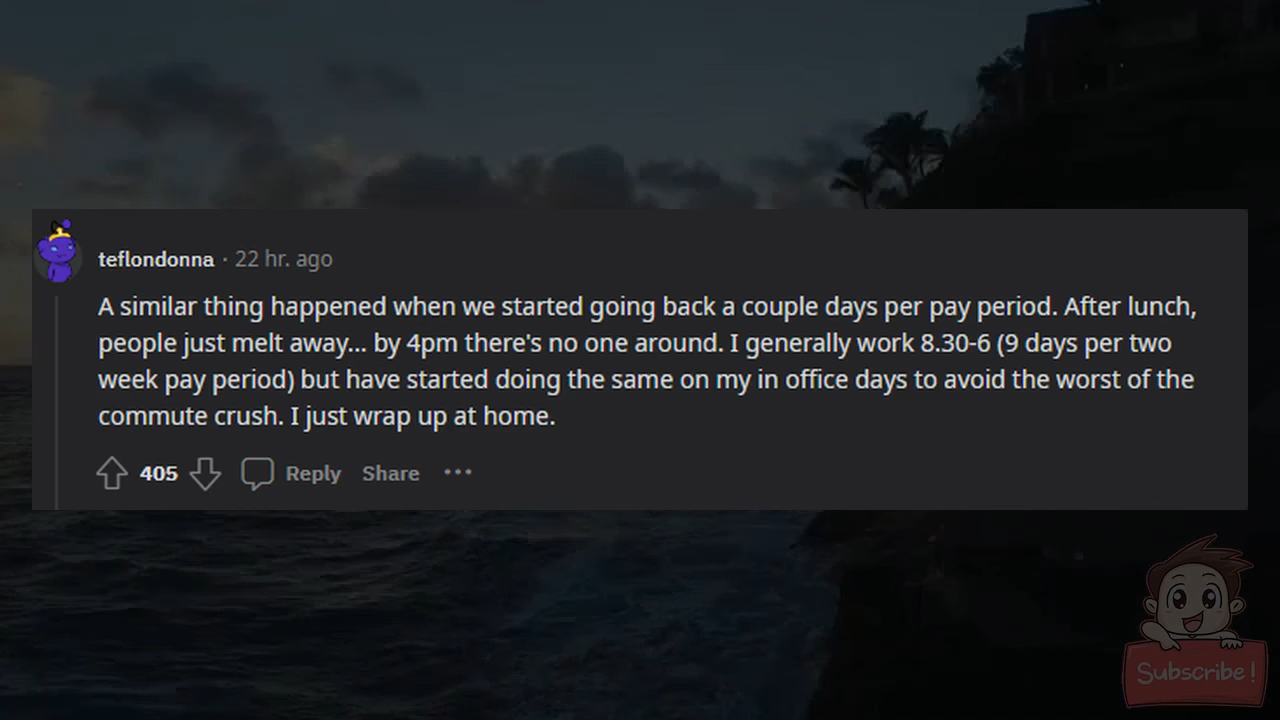 teflondonna · 22 hr. ago
A similar thing happened when we started going back a couple days per pay period. After lunch,
people just melt away... by 4pm there's no one around. I generally work 8.30-6 (9 days per two
week pay period) but have started doing the same on my in office days to avoid the worst of the
commute crush. I just wrap up at home.
405 Reply Share ···
Subscribe!